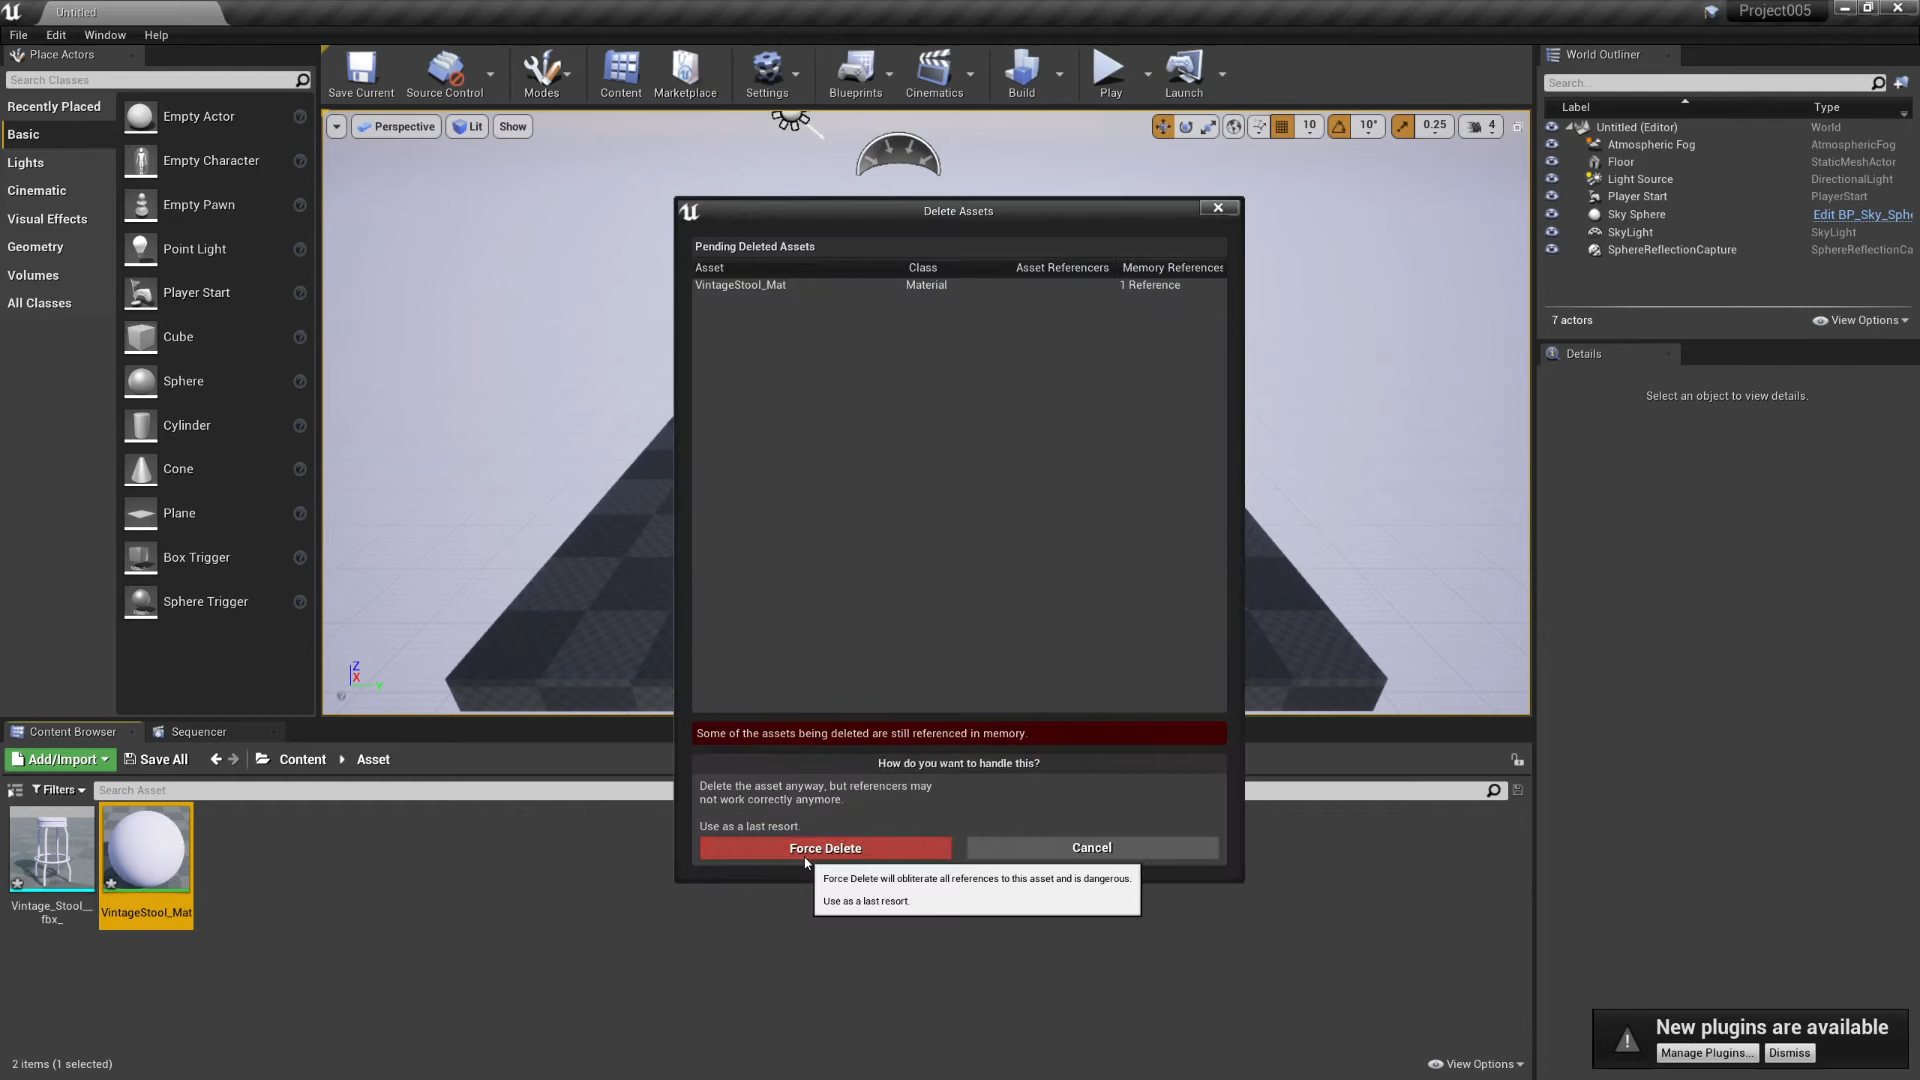 Untitled
Project005
File Edit Window Help
Place Actors
Search Classes
Recently Placed
Basic
Lights
Cinematic
Visual Effects
Geometry
Volumes
All Classes
Empty Actor
Empty Character
Empty Pawn
Point Light
Player Start
Cube
Sphere
Cylinder
Cone
Plane
Box Trigger
Sphere Trigger
Save Current
Source Control
Modes
Content
Marketplace
Settings
Blueprints
Cinematics
Build
Play
Launch
Perspective Lit Show
10 10° 0.25 4
Z
X
Y
World Outliner
Search...
Label Type
Untitled (Editor) World
Atmospheric Fog AtmosphericFog
Floor StaticMeshActor
Light Source DirectionalLight
Player Start PlayerStart
Sky Sphere Edit BP_Sky_Sphe
SkyLight SkyLight
SphereReflectionCapture SphereReflectionCa
7 actors View Options
Details
Select an object to view details.
Delete Assets
Pending Deleted Assets
Asset Class Asset Referencers Memory References
VintageStool_Mat Material 1 Reference
Some of the assets being deleted are still referenced in memory.
How do you want to handle this?
Delete the asset anyway, but referencers may
not work correctly anymore.
Use as a last resort.
Force Delete Cancel
Force Delete will obliterate all references to this asset and is dangerous.
Use as a last resort.
Content Browser Sequencer
Add/Import Save All Content Asset
Filters Search Asset
Vintage_Stool__
fbx_
VintageStool_Mat
2 items (1 selected) View Options
New plugins are available
Manage Plugins... Dismiss